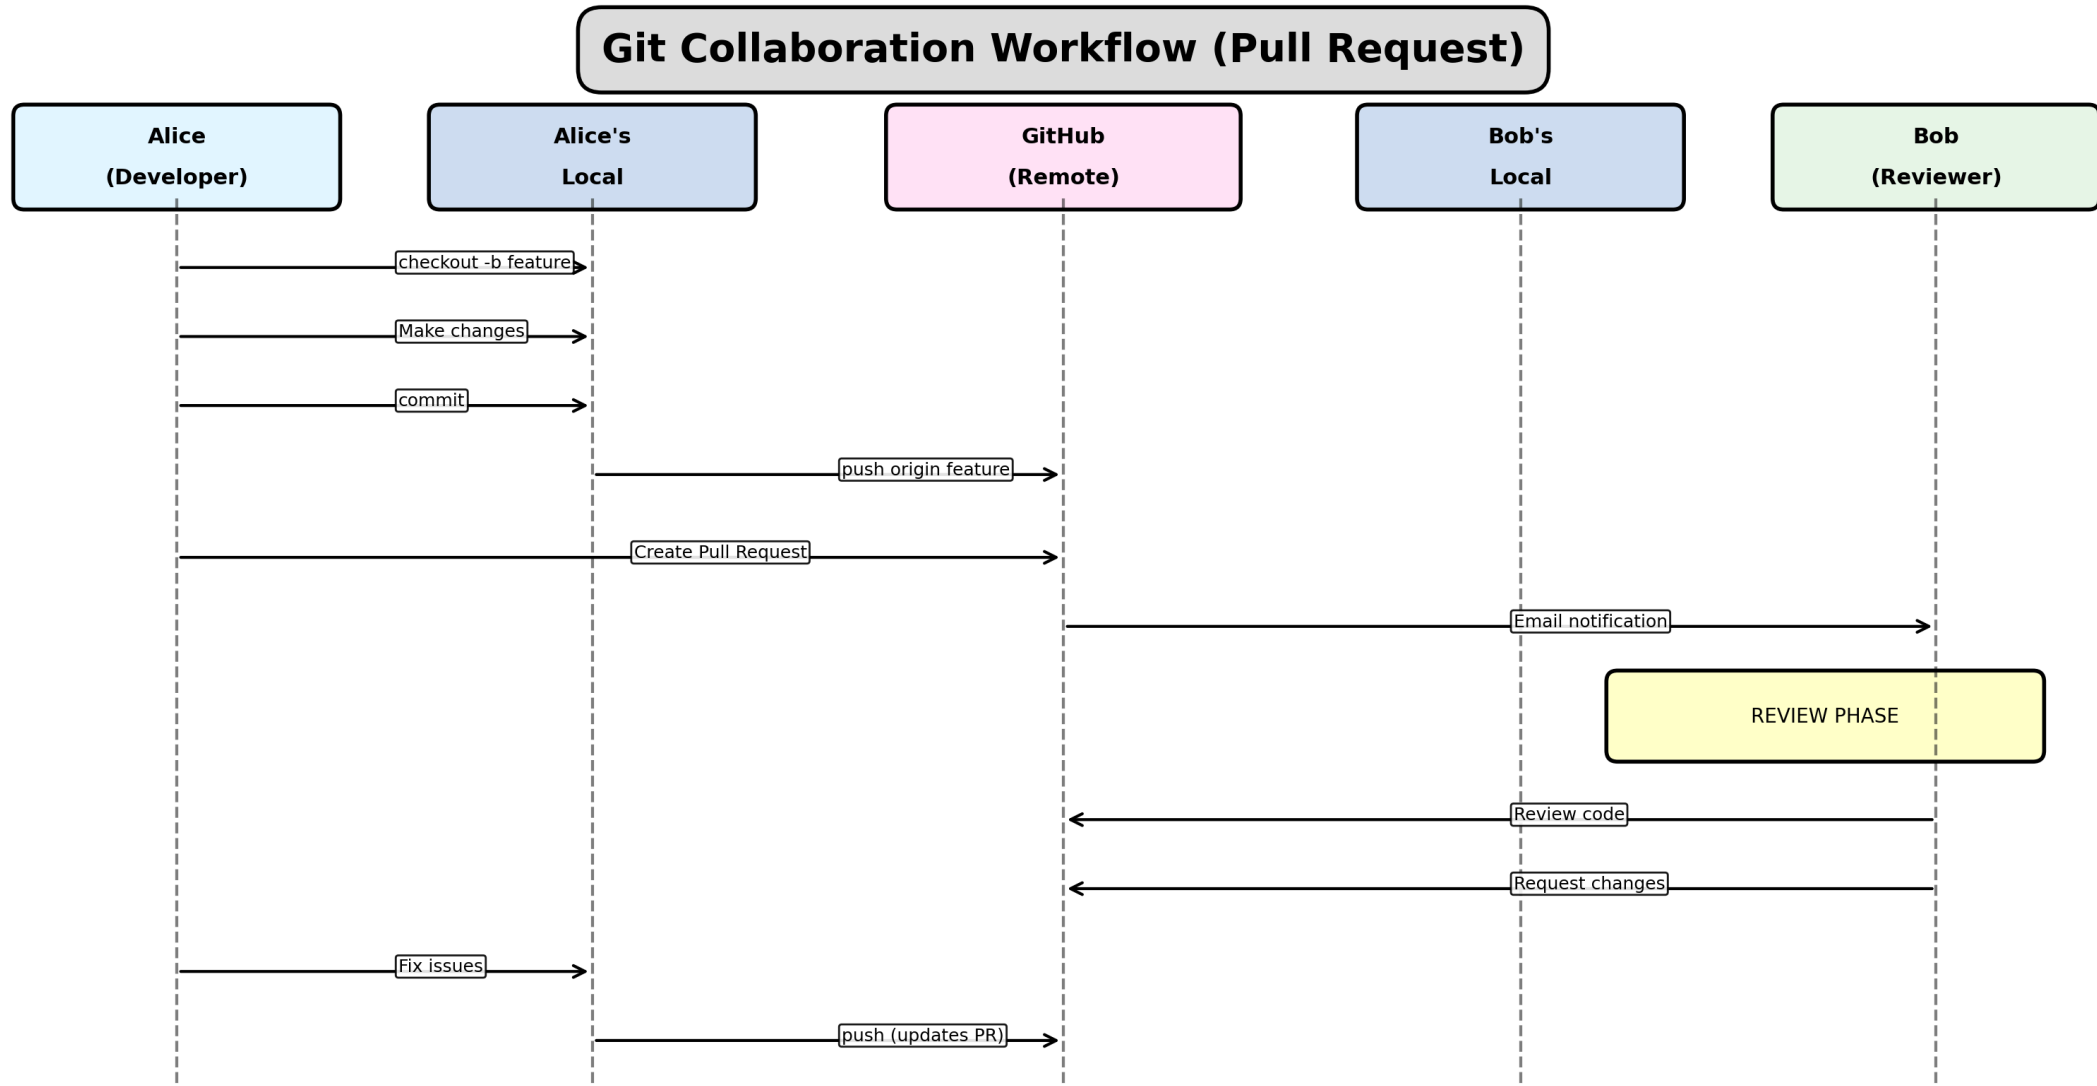 Git Collaboration Workflow (Pull Request)
Alice
(Developer)
Alice's
Local
GitHub
(Remote)
Bob's
Local
Bob
(Reviewer)
checkout -b feature
Make changes
commit
push origin feature
Create Pull Request
Email notification
REVIEW PHASE
Review code
Request changes
Fix issues
push (updates PR)